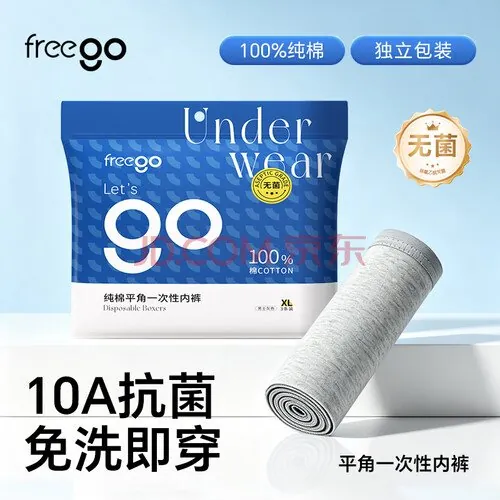 freego
100%纯棉
独立包装
Under
wear
freego
Let's
go
ASEPTIC GRADE
无菌
100%
棉COTTON
纯棉平角一次性内裤
Disposable Boxers
XL
无菌
JD.COM 京东
10A抗菌
免洗即穿
平角一次性内裤